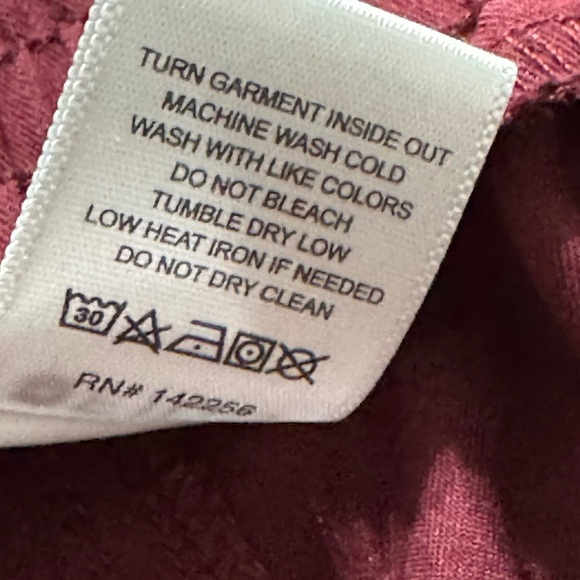 TURN GARMENT INSIDE OUT
MACHINE WASH COLD
WASH WITH LIKE COLORS
DO NOT BLEACH
TUMBLE DRY LOW
LOW HEAT IRON IF NEEDED
DO NOT DRY CLEAN
30
RN# 142256